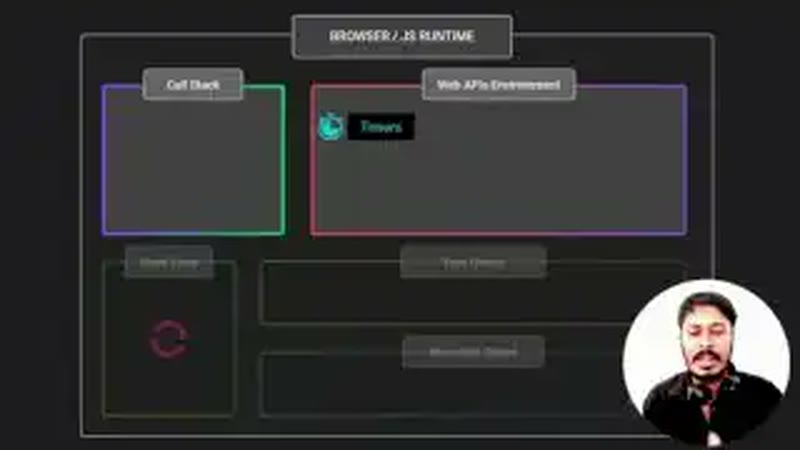 BROWSER / JS RUNTIME
Call Stack
Web APIs Environment
Timers
Event Loop
Task Queue
Microtask Queue